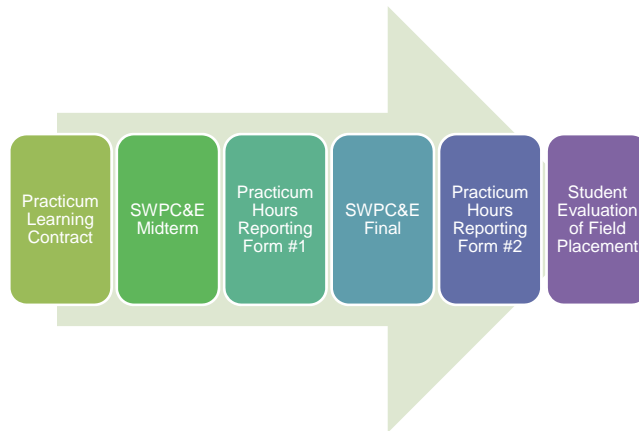 Practicum
Learning
Contract
SWPC&E
Midterm
Practicum
Hours
Reporting
Form #1
SWPC&E
Final
Practicum
Hours
Reporting
Form #2
Student
Evaluation
of Field
Placement